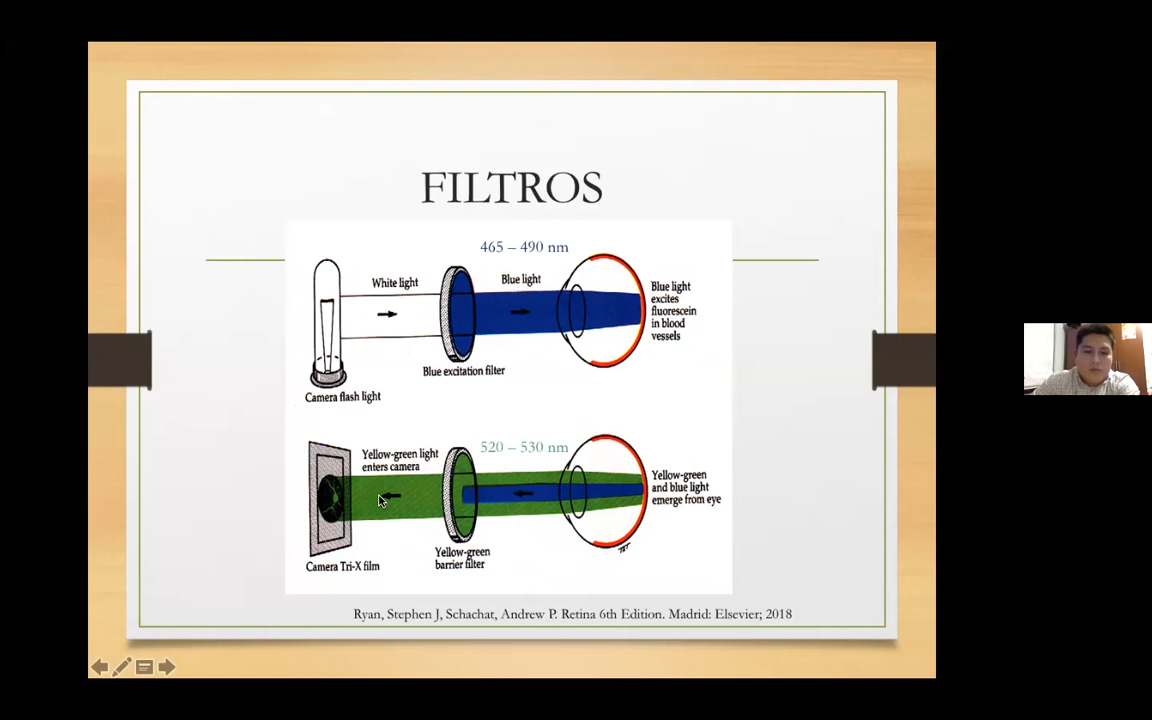 FILTROS
465 – 490 nm
White light
Blue light
Blue light
excites
fluorescein
in blood
vessels
Blue excitation filter
Camera flash light
520 – 530 nm
Yellow-green light
enters camera
Yellow-green
and blue light
emerge from eye
Yellow-green
barrier filter
Camera Tri-X film
Ryan, Stephen J, Schachat, Andrew P. Retina 6th Edition. Madrid: Elsevier; 2018